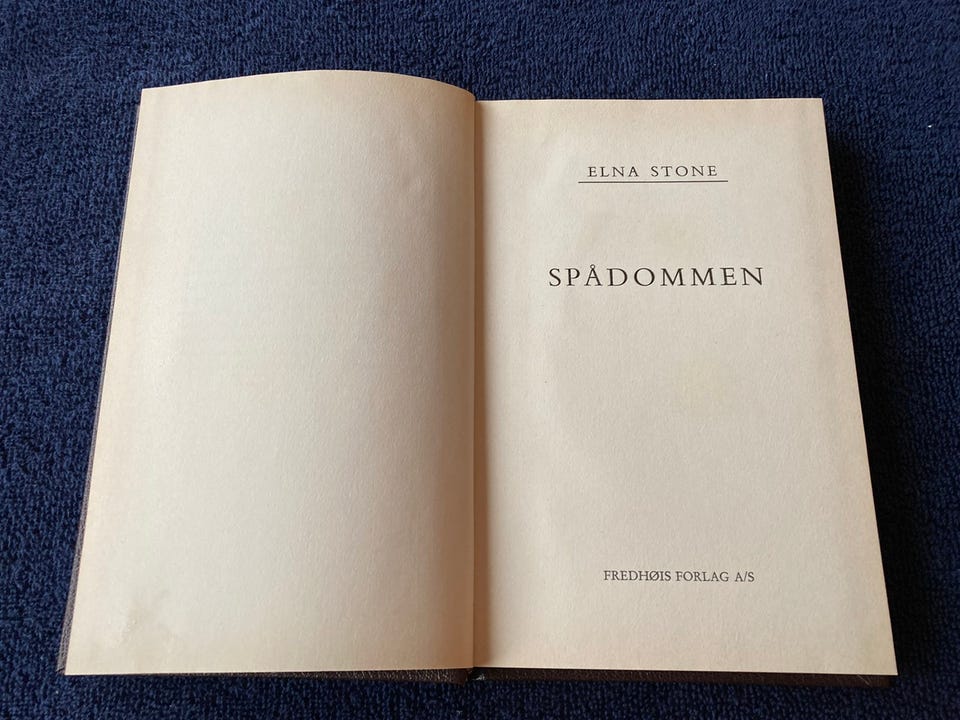 ELNA STONE
SPÅDOMMEN
FREDHØIS FORLAG A/S